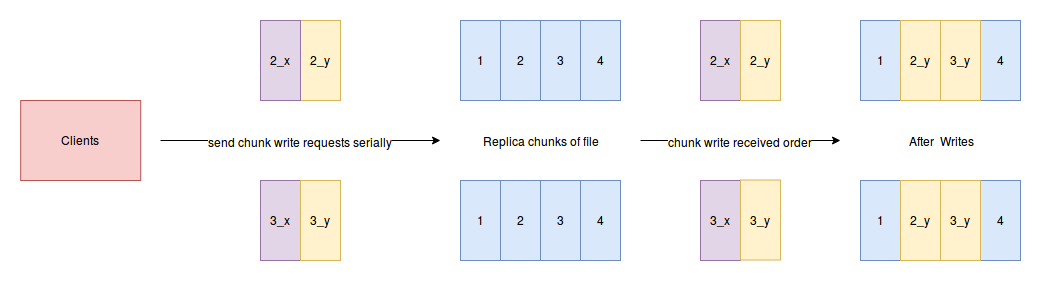 2_x 2_y 1 2 3 4 2_x 2_y 1 2_y 3_y 4
Clients send chunk write requests serially Replica chunks of file chunk write received order After Writes
3_x 3_y 1 2 3 4 3_x 3_y 1 2_y 3_y 4